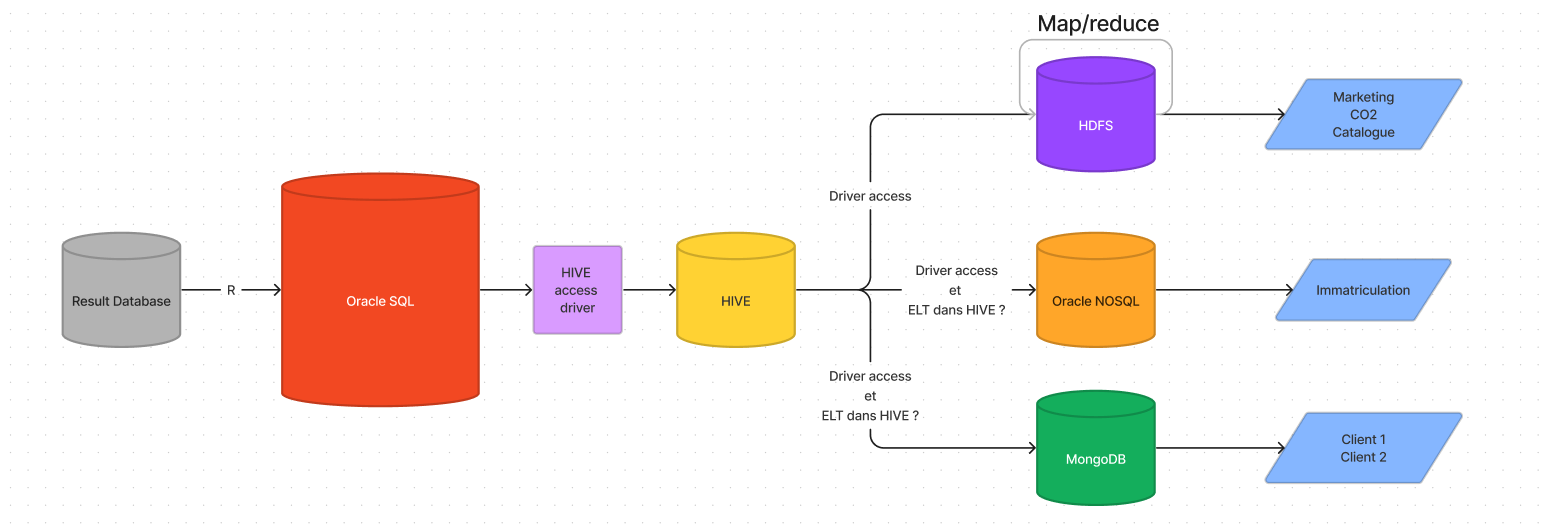 Map/reduce
HDFS
Marketing
CO2
Catalogue
Driver access
Result Database
R
Oracle SQL
HIVE
access
driver
HIVE
Driver access
et
ELT dans HIVE ?
Oracle NOSQL
Immatriculation
Driver access
et
ELT dans HIVE ?
MongoDB
Client 1
Client 2